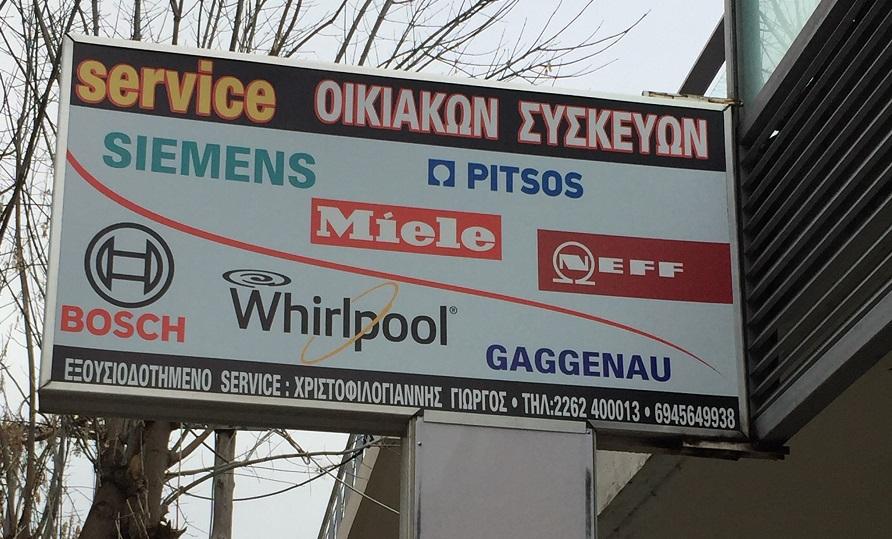 service ΟΙΚΙΑΚΩΝ ΣΥΣΚΕΥΩΝ
SIEMENS
PITSOS
Miele
NEFF
BOSCH
Whirlpool®
GAGGENAU
ΕΞΟΥΣΙΟΔΟΤΗΜΕΝΟ SERVICE : ΧΡΙΣΤΟΦΙΛΟΓΙΑΝΝΗΣ ΓΙΩΡΓΟΣ • ΤΗΛ:2262 400013 • 6945649938